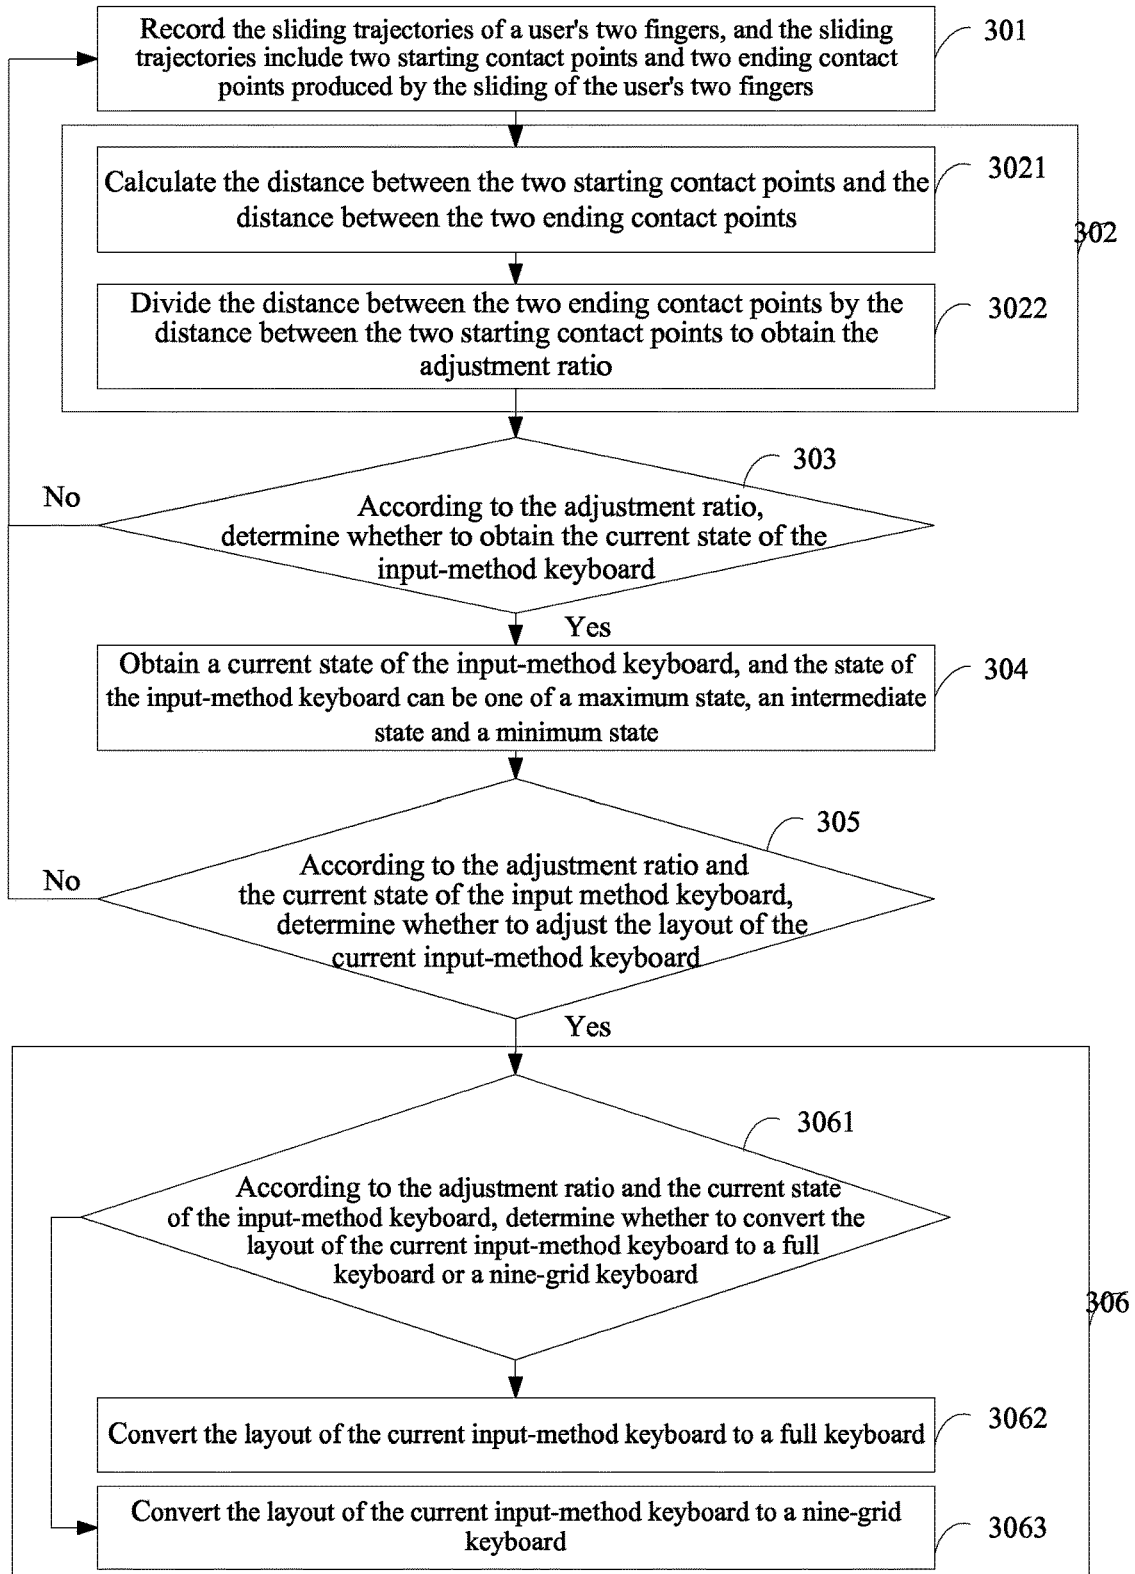 Record the sliding trajectories of a user's two fingers, and the sliding
trajectories include two starting contact points and two ending contact
points produced by the sliding of the user's two fingers
301
Calculate the distance between the two starting contact points and the
distance between the two ending contact points
3021
302
Divide the distance between the two ending contact points by the
distance between the two starting contact points to obtain the
adjustment ratio
3022
303
No
According to the adjustment ratio,
determine whether to obtain the current state of the
input-method keyboard
Yes
Obtain a current state of the input-method keyboard, and the state of
the input-method keyboard can be one of a maximum state, an intermediate
state and a minimum state
304
305
No
According to the adjustment ratio and
the current state of the input method keyboard,
determine whether to adjust the layout of the
current input-method keyboard
Yes
3061
According to the adjustment ratio and the current state
of the input-method keyboard, determine whether to convert the
layout of the current input-method keyboard to a full
keyboard or a nine-grid keyboard
306
Convert the layout of the current input-method keyboard to a full keyboard
3062
Convert the layout of the current input-method keyboard to a nine-grid
keyboard
3063